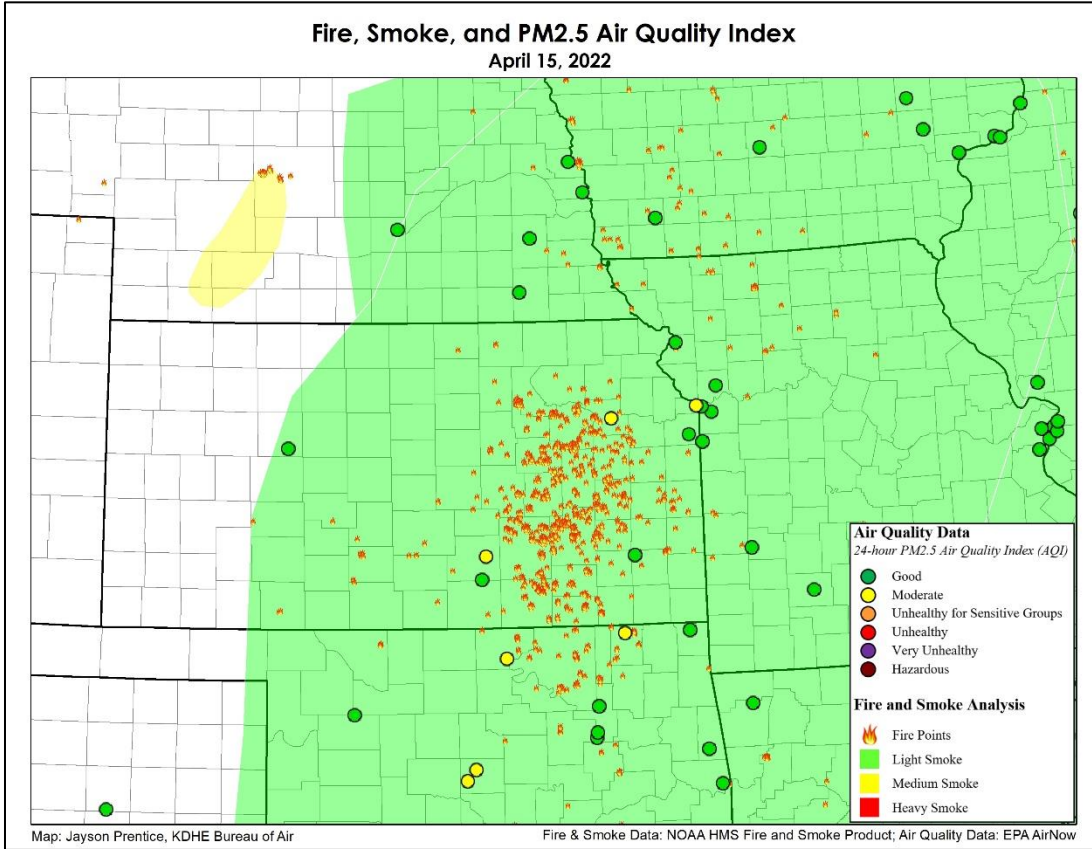 Fire, Smoke, and PM2.5 Air Quality Index
April 15, 2022
Air Quality Data
24-hour PM2.5 Air Quality Index (AQI)
Good
Moderate
Unhealthy for Sensitive Groups
Unhealthy
Very Unhealthy
Hazardous
Fire and Smoke Analysis
Fire Points
Light Smoke
Medium Smoke
Heavy Smoke
Map: Jayson Prentice, KDHE Bureau of Air
Fire & Smoke Data: NOAA HMS Fire and Smoke Product; Air Quality Data: EPA AirNow